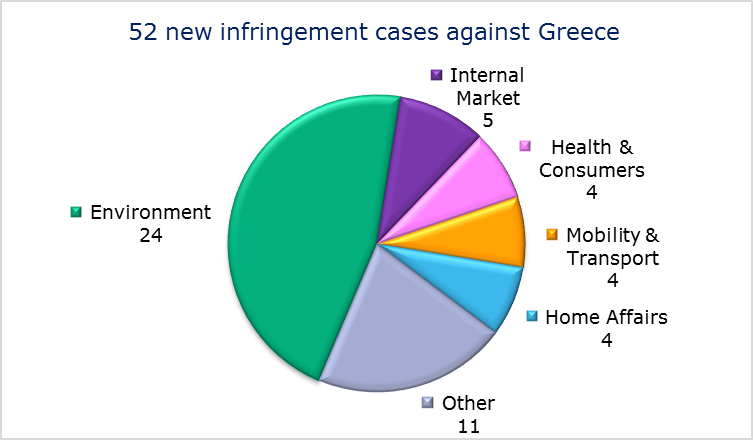 52 new infringement cases against Greece
Internal
Market
5
Health &
Consumers
4
Mobility &
Transport
4
Home Affairs
4
Other
11
Environment
24